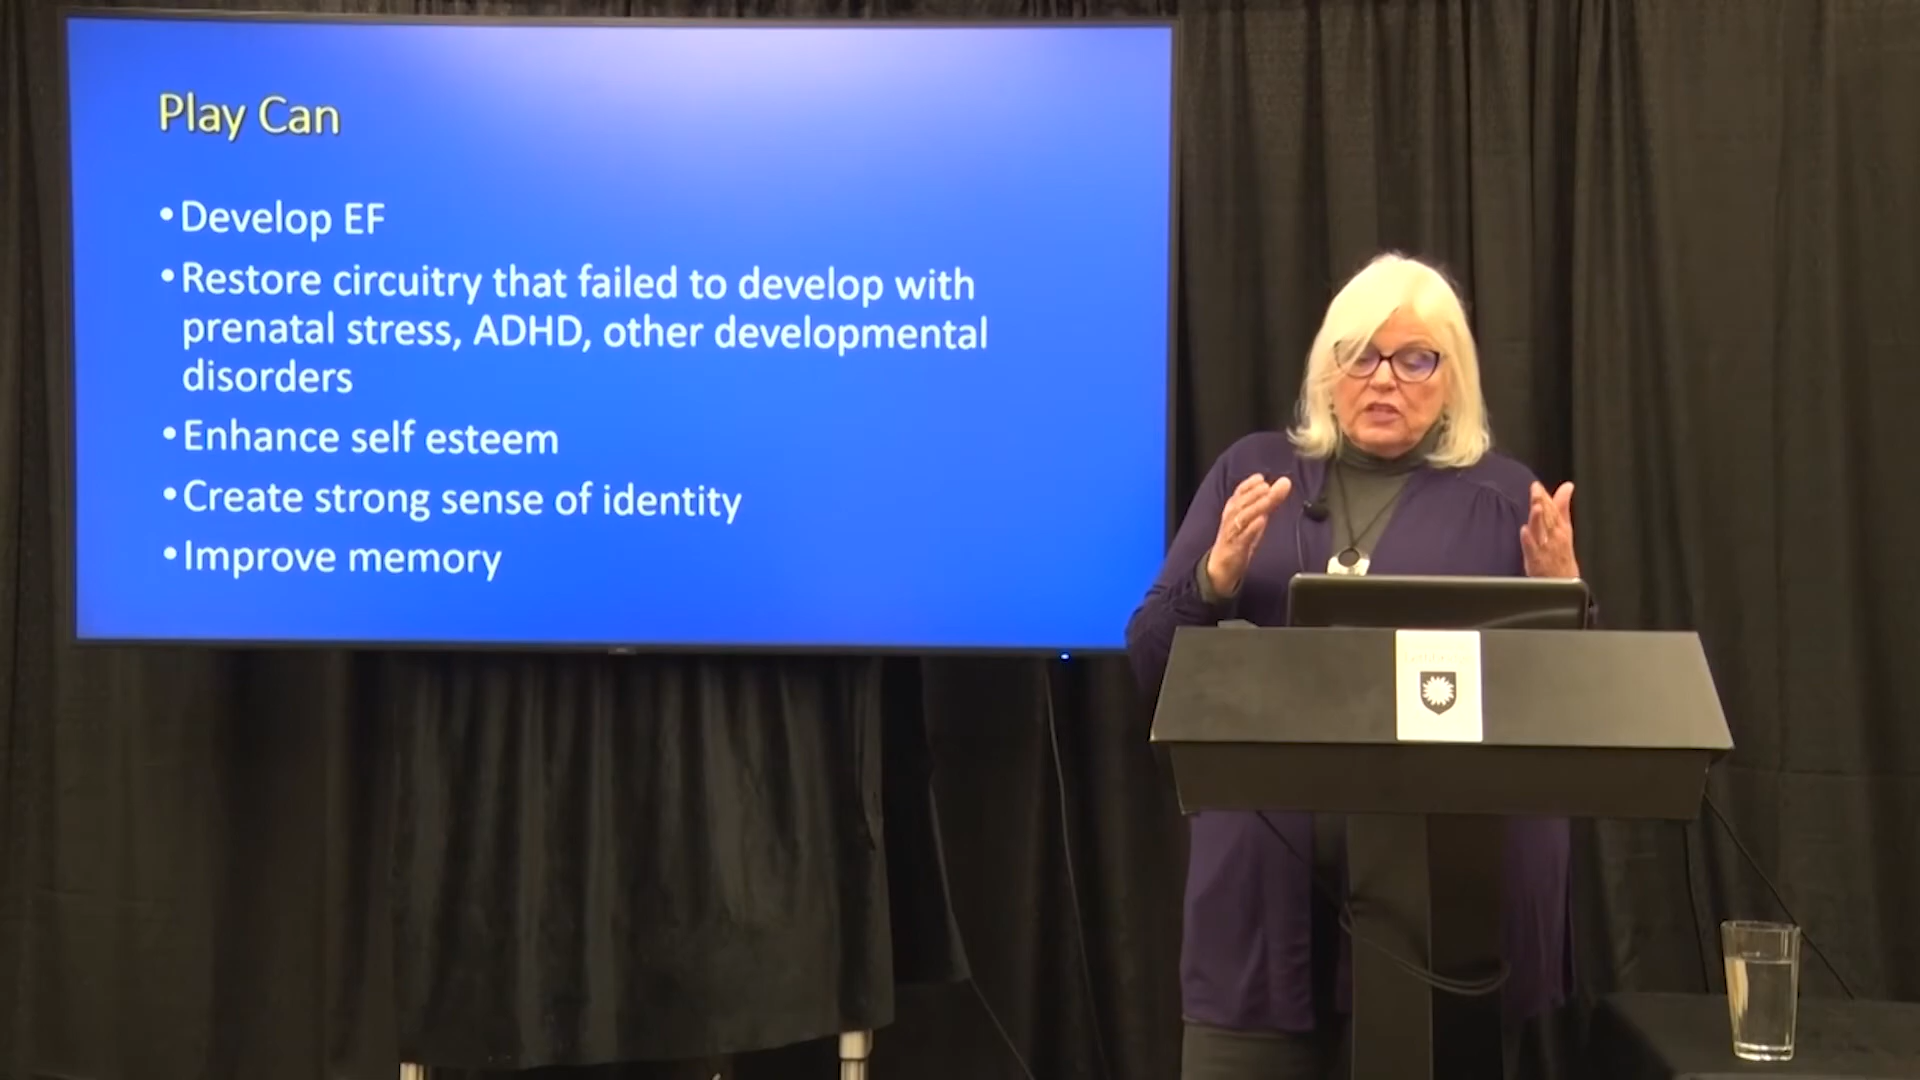 Play Can
•Develop EF
•Restore circuitry that failed to develop with
prenatal stress, ADHD, other developmental
disorders
•Enhance self esteem
•Create strong sense of identity
•Improve memory